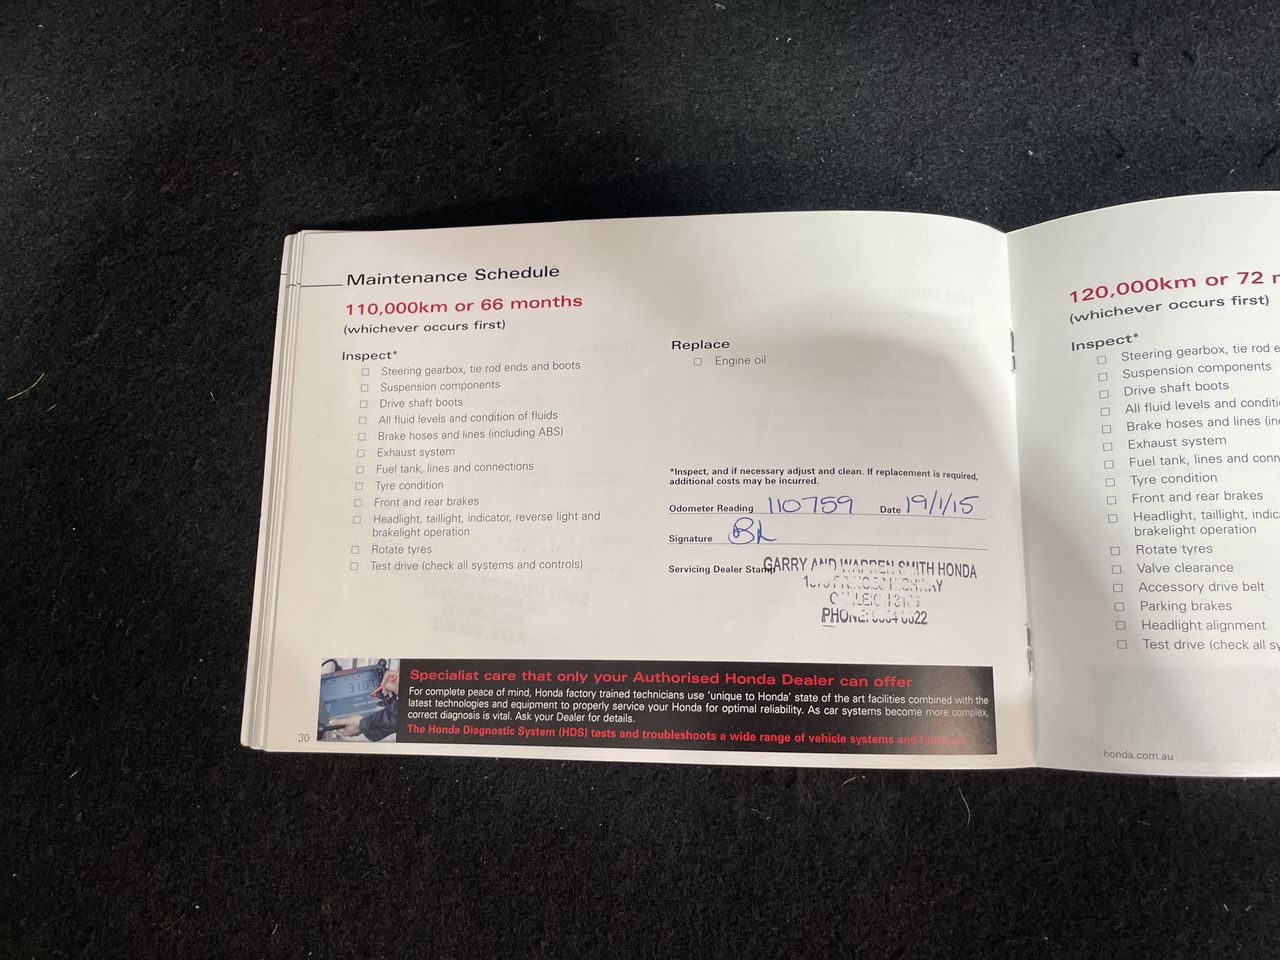 Maintenance Schedule
110,000km or 66 months
(whichever occurs first)
Inspect*
Steering gearbox, tie rod ends and boots
Suspension components
Drive shaft boots
All fluid levels and condition of fluids
Brake hoses and lines (including ABS)
Exhaust system
Fuel tank, lines and connections
Tyre condition
Front and rear brakes
Headlight, taillight, indicator, reverse light and
brakelight operation
Rotate tyres
Test drive (check all systems and controls)
Replace
Engine oil
*Inspect, and if necessary adjust and clean. If replacement is required,
additional costs may be incurred.
Odometer Reading 110759 Date 19/1/15
Signature
Servicing Dealer Stamp
GARRY AND WARREN SMITH HONDA
PHONE:
Specialist care that only your Authorised Honda Dealer can offer
For complete peace of mind, Honda factory trained technicians use 'unique to Honda' state of the art facilities combined with the
latest technologies and equipment to properly service your Honda for optimal reliability. As car systems become more complex,
correct diagnosis is vital. Ask your Dealer for details.
The Honda Diagnostic System (HDS) tests and troubleshoots a wide range of vehicle systems and functions.
30
120,000km or 72
(whichever occurs first)
Inspect*
Steering gearbox, tie rod
Suspension components
Drive shaft boots
All fluid levels and
Brake hoses and lines
Exhaust system
Fuel tank, lines and
Tyre condition
Front and rear brakes
Headlight, taillight,
brakelight operation
Rotate tyres
Valve clearance
Accessory drive belt
Parking brakes
Headlight alignment
Test drive (check all
honda.com.au